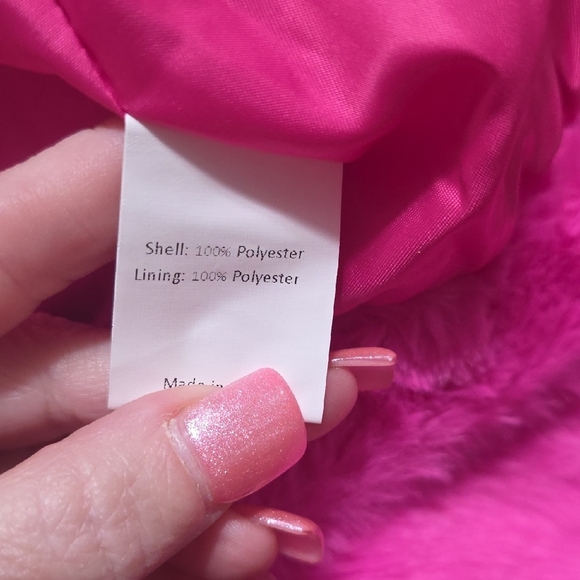 Shell: 100% Polyester
Lining: 100% Polyester
Made in